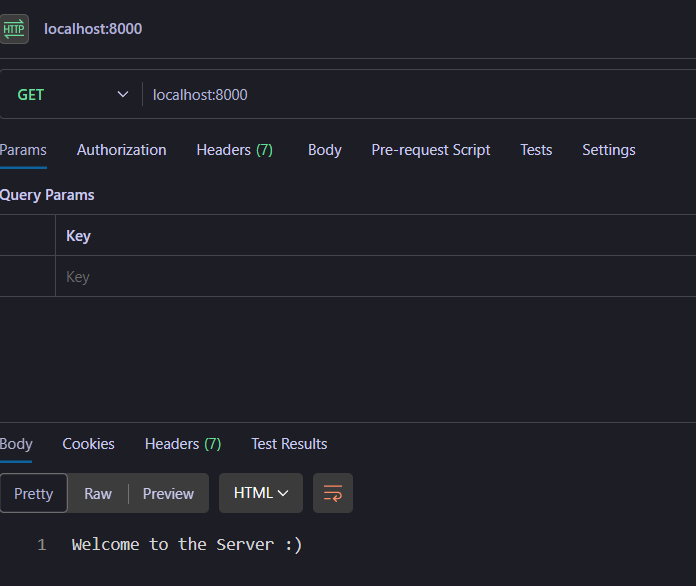 HTTP localhost:8000
GET localhost:8000
Params Authorization Headers (7) Body Pre-request Script Tests Settings
Query Params
Key
Key
Body Cookies Headers (7) Test Results
Pretty Raw Preview HTML
1 Welcome to the Server :)